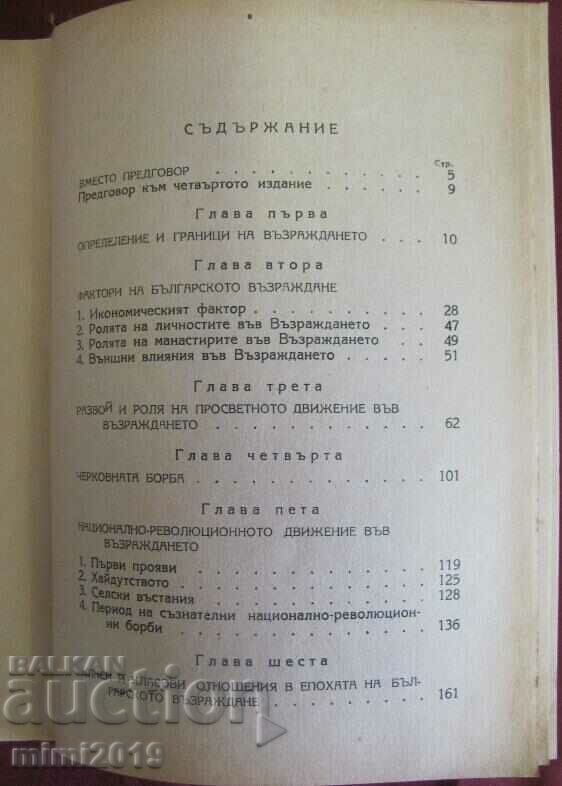 СЪДЪРЖАНИЕ
Стр.
ВМЕСТО ПРЕДГОВОР . . . . . . . . . . . . 5
Предговор към четвъртото издание . . . . . . 9
Глава първа
ОПРЕДЕЛЕНИЕ И ГРАНИЦИ НА ВЪЗРАЖДАНЕТО . . . 10
Глава втора
ФАКТОРИ НА БЪЛГАРСКОТО ВЪЗРАЖДАНЕ
1. Икономическият фактор . . . . . . . . . 28
2. Ролята на личностите във Възраждането . . . . 47
3. Ролята на манастирите във Възраждането . . . . 49
4. Външни влияния във Възраждането . . . . . . 51
Глава трета
РАЗВОЙ И РОЛЯ НА ПРОСВЕТНОТО ДВИЖЕНИЕ ВЪВ
ВЪЗРАЖДАНЕТО . . . . . . . . . . . 62
Глава четвърта
ЧЕРКОВНАТА БОРБА . . . . . . . . . . . . 101
Глава пета
НАЦИОНАЛНО-РЕВОЛЮЦИОННОТО ДВИЖЕНИЕ ВЪВ
ВЪЗРАЖДАНЕТО
1. Първи прояви . . . . . . . . . . . . 119
2. Хайдутството . . . . . . . . . . . . 125
3. Селски въстания . . . . . . . . . . . 128
4. Период на съзнателни национално-революцион-
ни борби . . . . . . . . . . . . 136
Глава шеста
КЛАСОВИ ОТНОШЕНИЯ В ЕПОХАТА НА БЪЛ-
ГАРСКОТО ВЪЗРАЖДАНЕ . . . . . . . . 161
BALKAN
auction
mimi2019